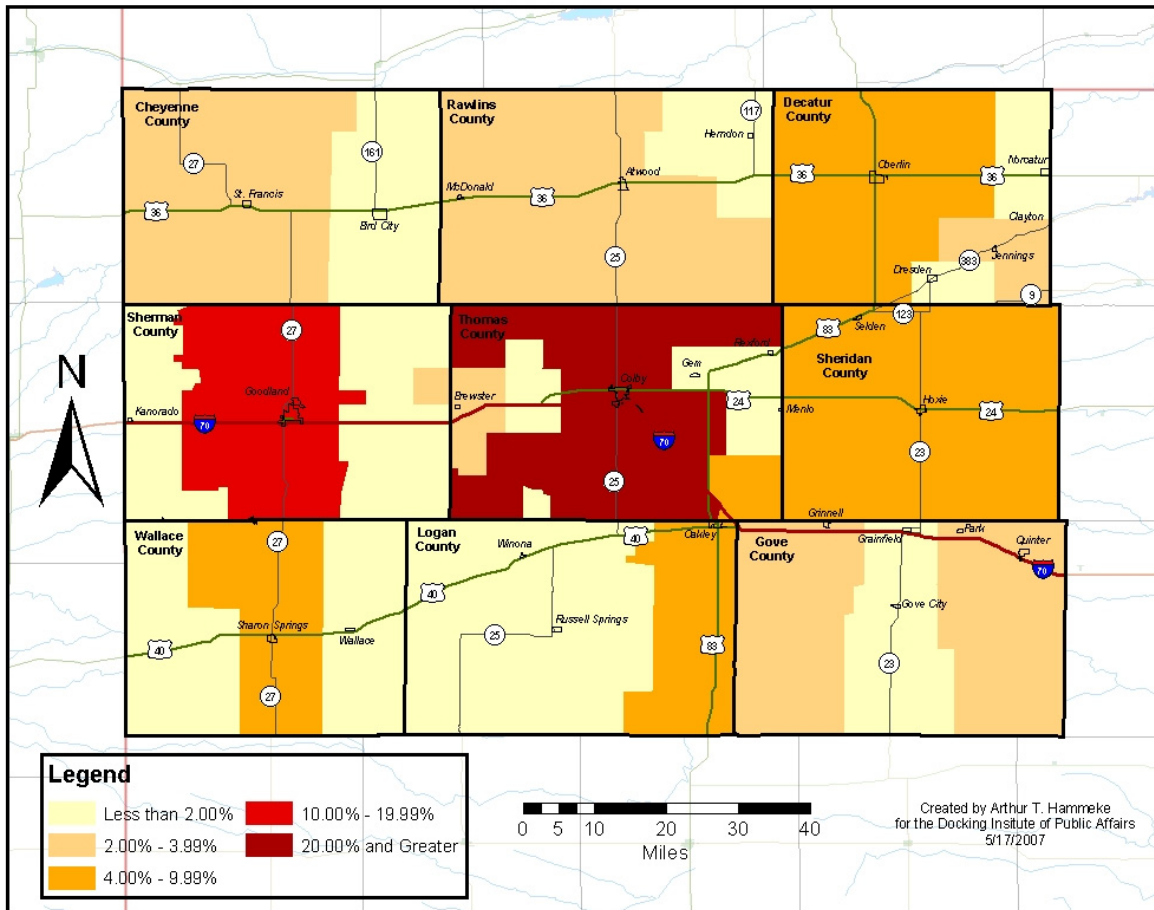 Cheyenne
County
27
161
St. Francis
36
Bird City
Rawlins
County
117
Herndon
Atwood
McDonald
36
36
25
Decatur
County
Oberlin
Norcatur
36
36
Clayton
Jennings
383
Dresden
9
Sherman
County
27
Goodland
Kanorado
70
Thomas
County
Rexford
Gem
Colby
Brewster
24
70
25
83
Selden
123
Sheridan
County
Menlo
Hoxie
24
23
N
Wallace
County
27
Sharon Springs
Wallace
40
27
Logan
County
Winona
40
Oakley
40
Russell Springs
25
83
Gove
County
Grinnell
Grainfield
Park
Quinter
70
Gove City
23
Legend
Less than 2.00%
2.00% - 3.99%
4.00% - 9.99%
10.00% - 19.99%
20.00% and Greater
0 5 10 20 30 40
Miles
Created by Arthur T. Hammeke
for the Docking Insitute of Public Affairs
5/17/2007